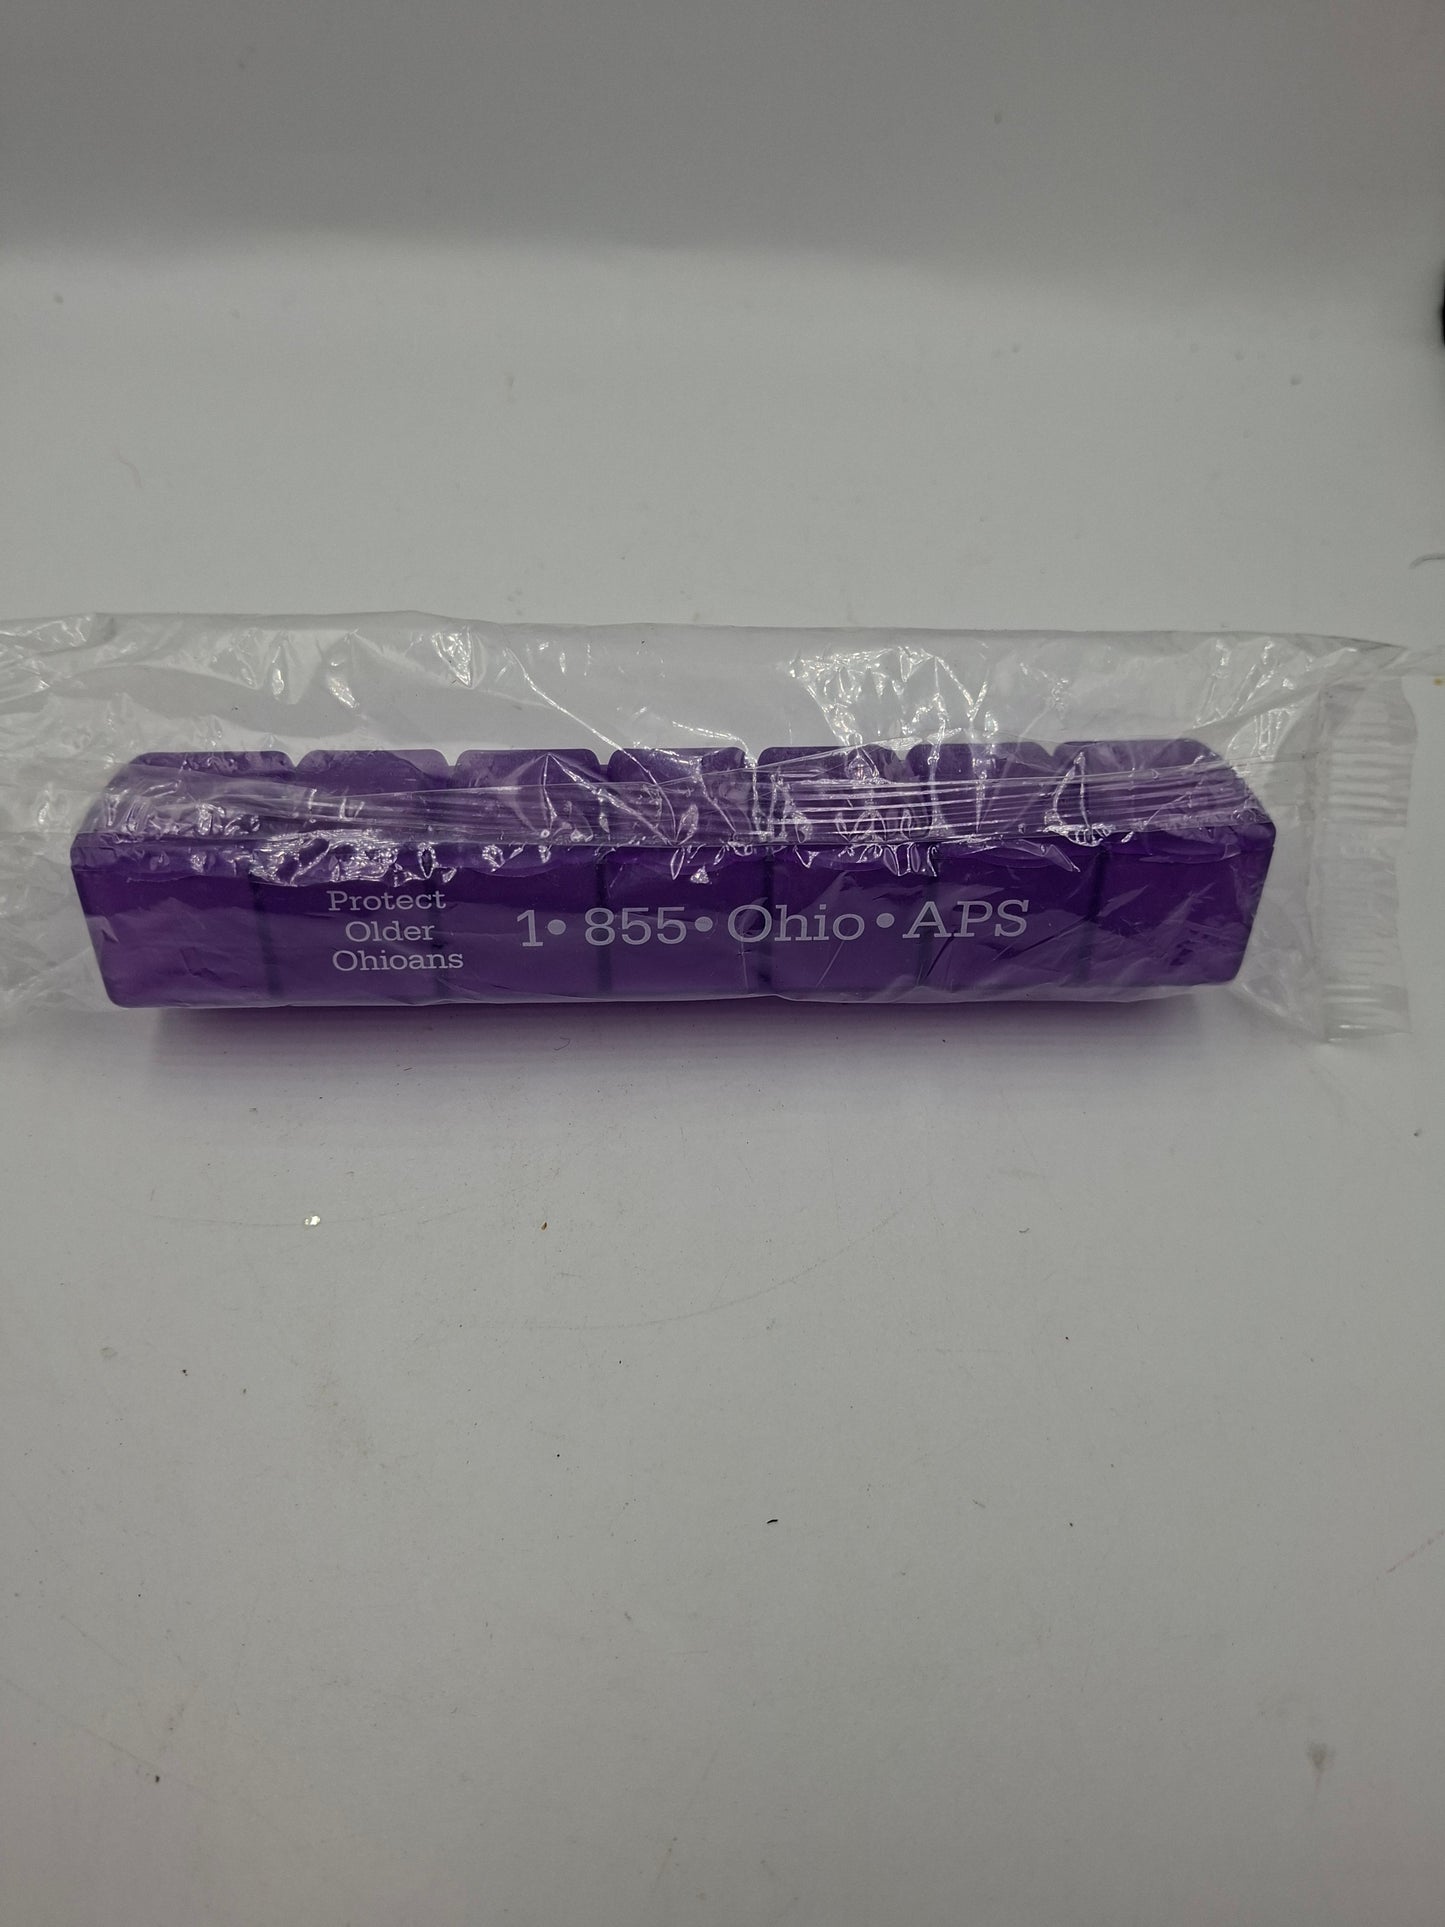 Protect
Older
Ohioans
1• 855• Ohio • APS